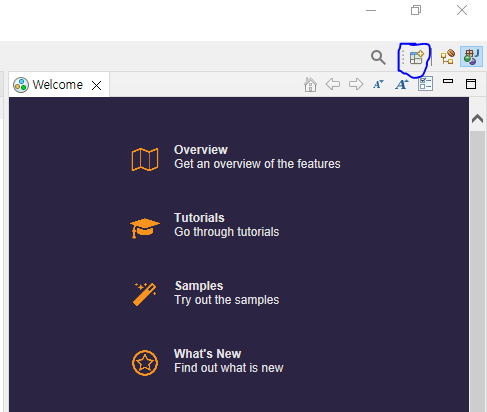 Welcome
Overview
Get an overview of the features
Tutorials
Go through tutorials
Samples
Try out the samples
What's New
Find out what is new